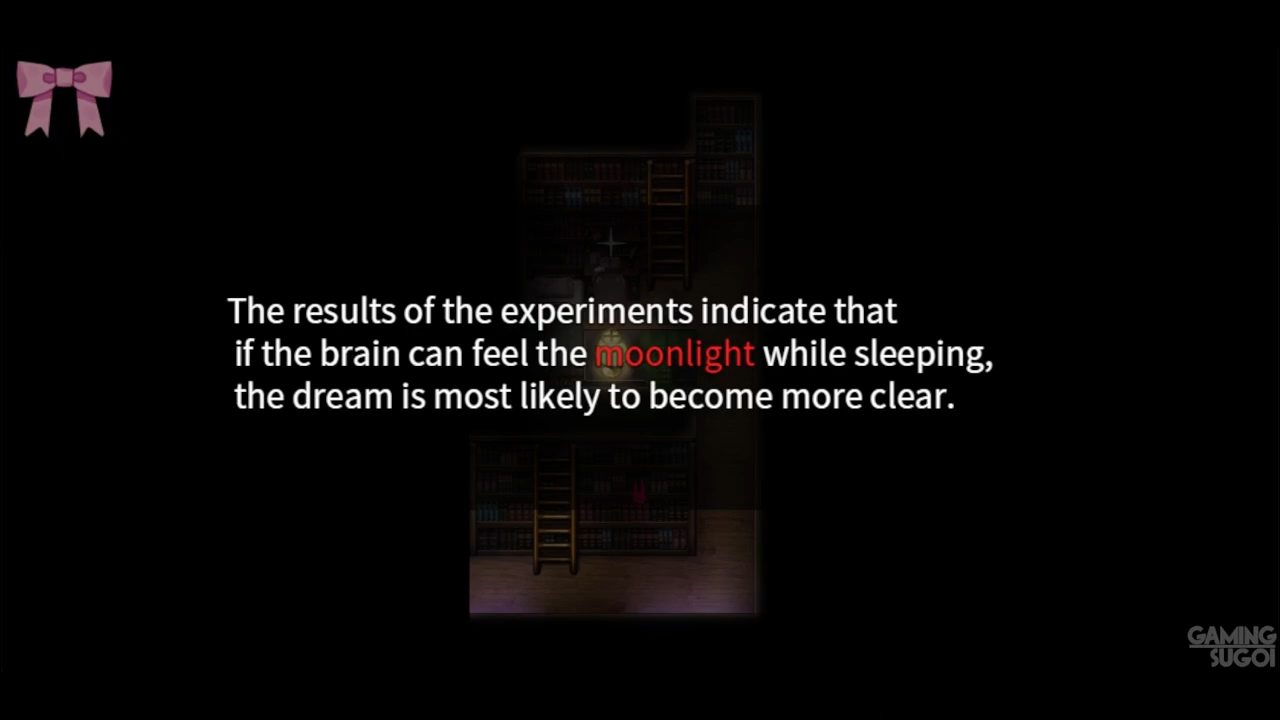 The results of the experiments indicate that
if the brain can feel the moonlight while sleeping,
the dream is most likely to become more clear.
GAMING
SUGOI